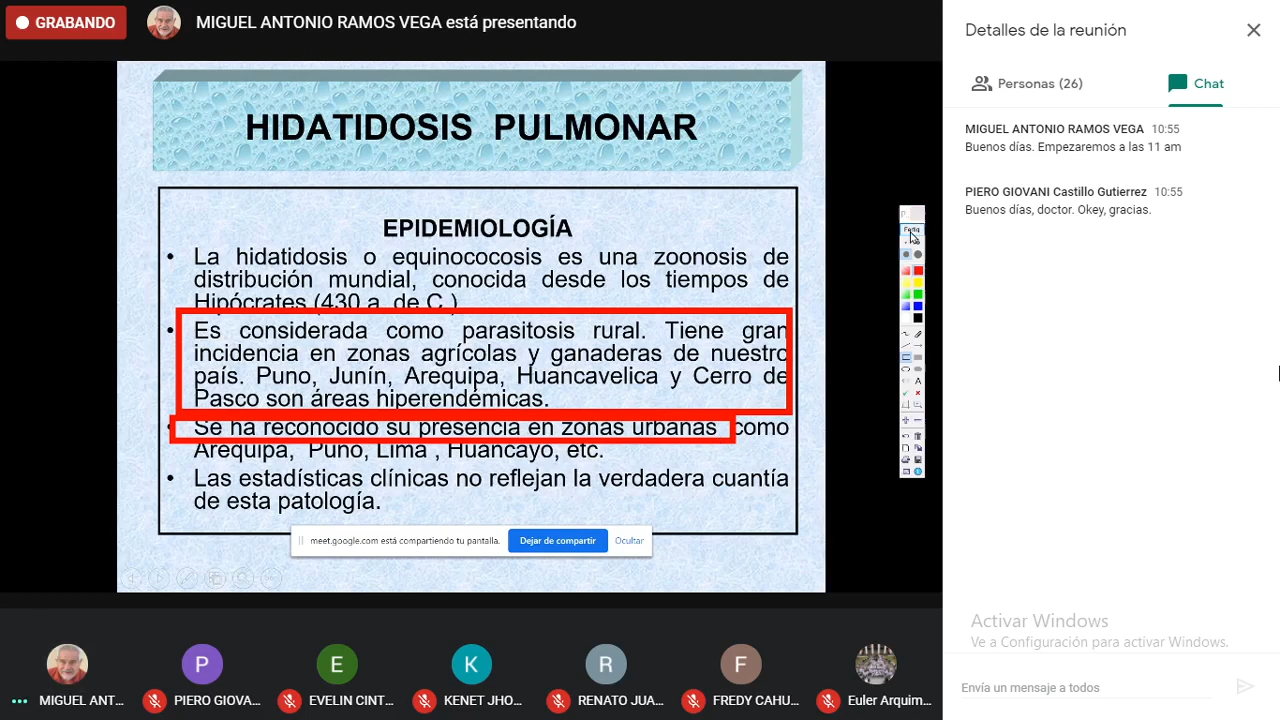 GRABANDO
MIGUEL ANTONIO RAMOS VEGA está presentando
HIDATIDOSIS PULMONAR
EPIDEMIOLOGÍA
• La hidatidosis o equinococosis es una zoonosis de
distribución mundial, conocida desde los tiempos de
Hipócrates (430 a. de C.)
• Es considerada como parasitosis rural. Tiene gran
incidencia en zonas agrícolas y ganaderas de nuestro
país. Puno, Junín, Arequipa, Huancavelica y Cerro de
Pasco son áreas hiperendémicas.
• Se ha reconocido su presencia en zonas urbanas como
Arequipa, Puno, Lima , Huancayo, etc.
• Las estadísticas clínicas no reflejan la verdadera cuantía
de esta patología.
meet.google.com está compartiendo tu pantalla.
Dejar de compartir
Ocultar
MIGUEL ANT...
P
PIERO GIOVA...
E
EVELIN CINT...
K
KENET JHO...
R
RENATO JUA...
F
FREDY CAHU...
Euler Arquim...
Detalles de la reunión
Personas (26)
Chat
MIGUEL ANTONIO RAMOS VEGA 10:55
Buenos días. Empezaremos a las 11 am
PIERO GIOVANI Castillo Gutierrez 10:55
Buenos días, doctor. Okey, gracias.
Activar Windows
Ve a Configuración para activar Windows.
Envía un mensaje a todos